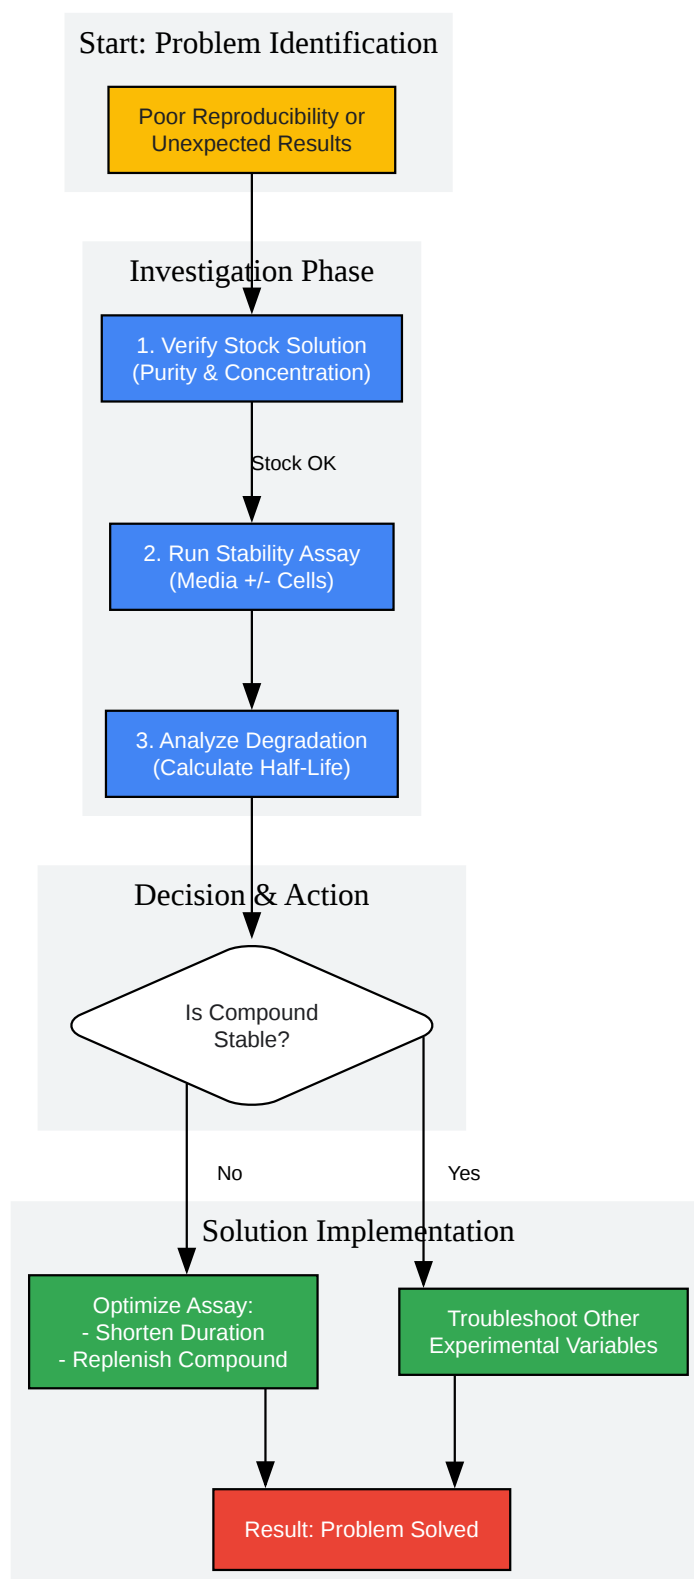 Start: Problem Identification
Poor Reproducibility or
Unexpected Results
Investigation Phase
1. Verify Stock Solution
(Purity & Concentration)
Stock OK
2. Run Stability Assay
(Media +/- Cells)
3. Analyze Degradation
(Calculate Half-Life)
Decision & Action
Is Compound
Stable?
No
Yes
Solution Implementation
Optimize Assay:
- Shorten Duration
- Replenish Compound
Troubleshoot Other
Experimental Variables
Result: Problem Solved